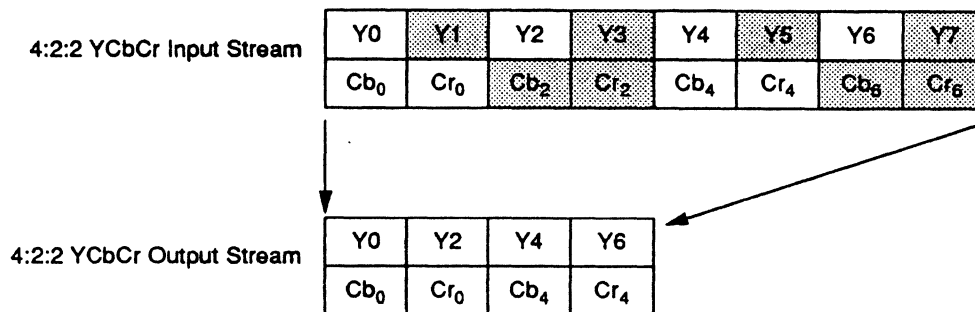 4:2:2 YCbCr Input Stream
Y0 Y1 Y2 Y3 Y4 Y5 Y6 Y7
Cb0 Cr0 Cb2 Cr2 Cb4 Cr4 Cb6 Cr6
4:2:2 YCbCr Output Stream
Y0 Y2 Y4 Y6
Cb0 Cr0 Cb4 Cr4